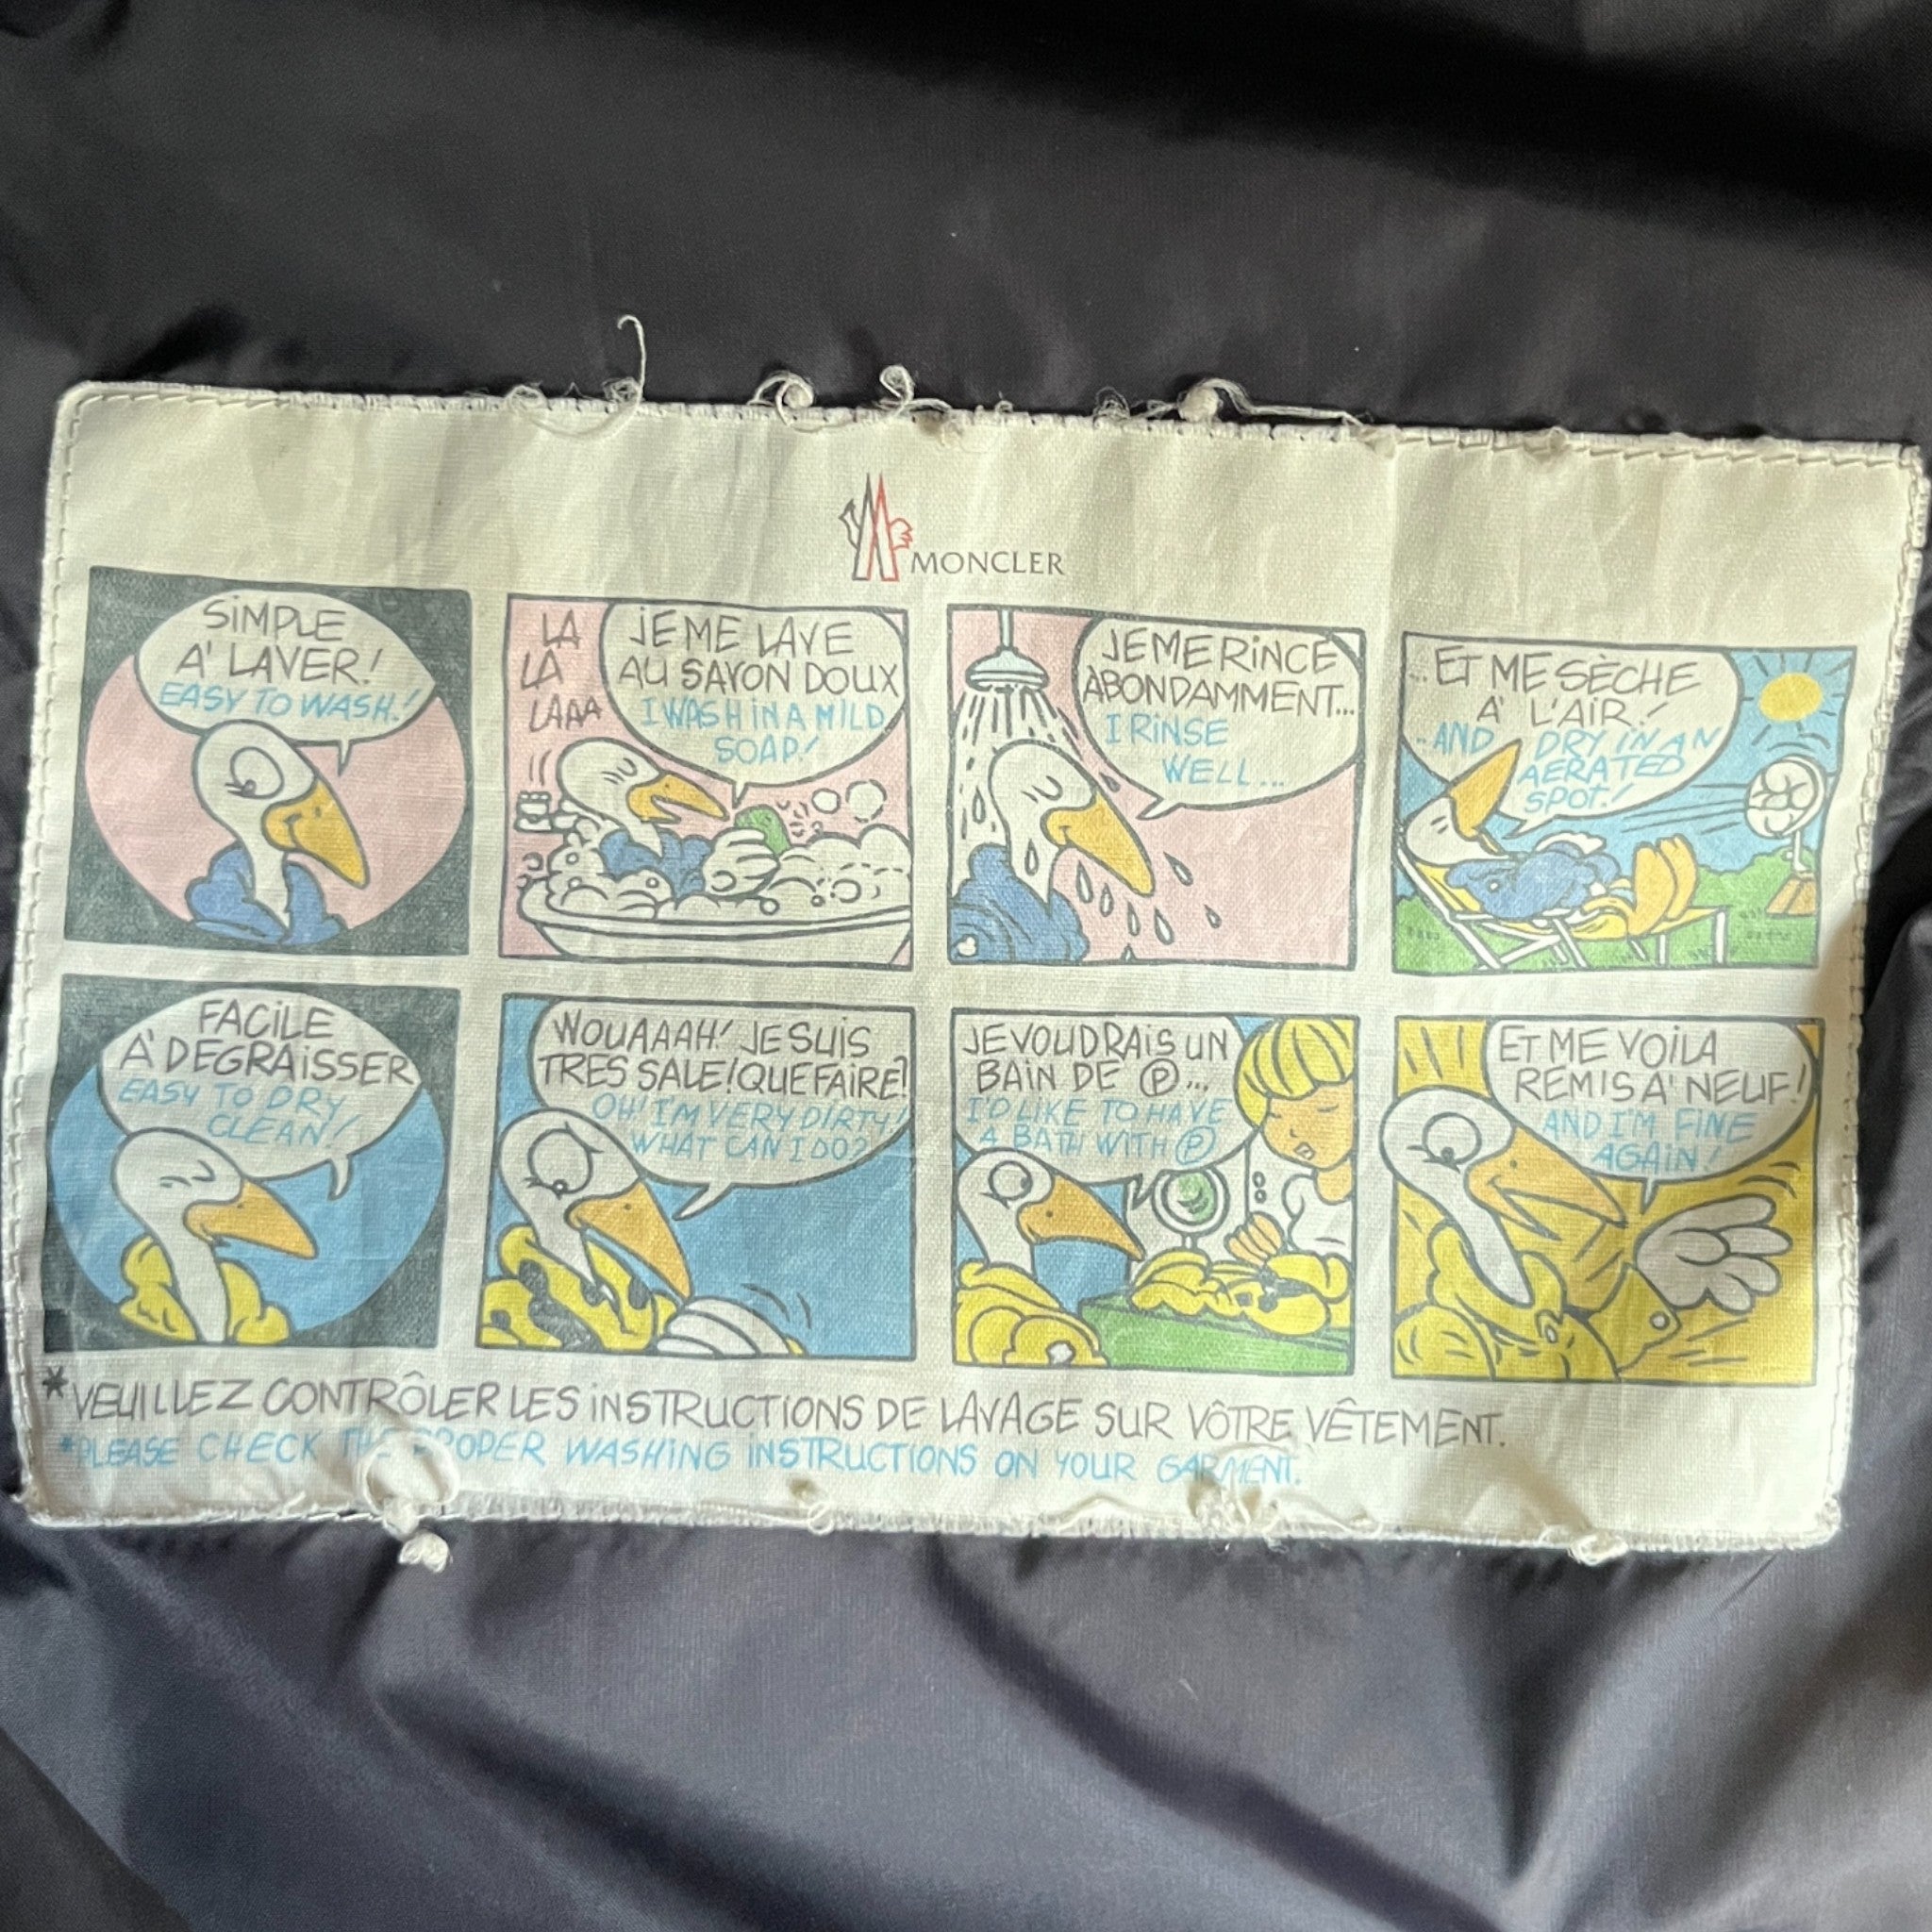 MONCLER
SIMPLE
A' LAVER!
EASY TO WASH!
LA
LA
LAAA
JE ME LAVE
AU SAVON DOUX
I WASH IN A MILD
SOAP!
JE ME RINCE
ÀBONDAMMENT...
I RINSE
WELL...
...ET ME SÈCHE
A' L'AIR!
..AND DRY IN AN
AERATED
SPOT!
FACILE
A' DEGRAISSER
EASY TO DRY
CLEAN!
WOUAAAH! JE SUIS
TRES SALE! QUE FAIRE?
OH! I'M VERY DIRTY!
WHAT CAN I DO?
JE VOUDRAIS UN
BAIN DE Ⓟ...
I'D LIKE TO HAVE
A BATH WITH Ⓟ
ET ME VOILA
REMIS A' NEUF!
AND I'M FINE
AGAIN!
*VEUILLEZ CONTRÔLER LES INSTRUCTIONS DE LAVAGE SUR VÔTRE VÊTEMENT.
*PLEASE CHECK THE PROPER WASHING INSTRUCTIONS ON YOUR GARMENT.